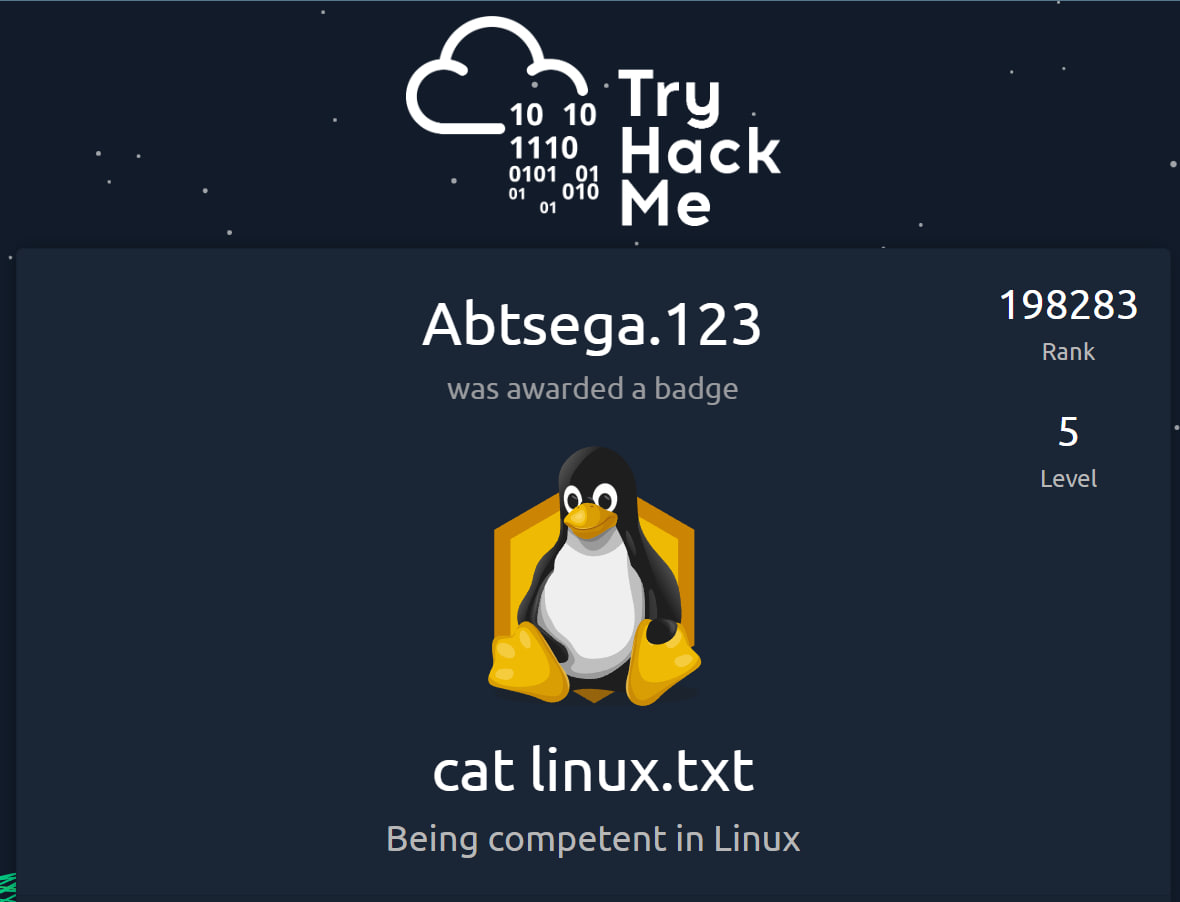 10 10
1110
0101 01
01 010
01
Try
Hack
Me
Abtsega.123
was awarded a badge
198283
Rank
5
Level
cat linux.txt
Being competent in Linux